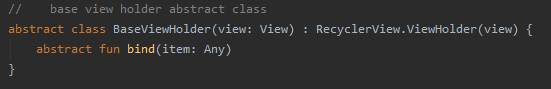 //    base view holder abstract class
abstract class BaseViewHolder(view: View) : RecyclerView.ViewHolder(view) {
    abstract fun bind(item: Any)
}